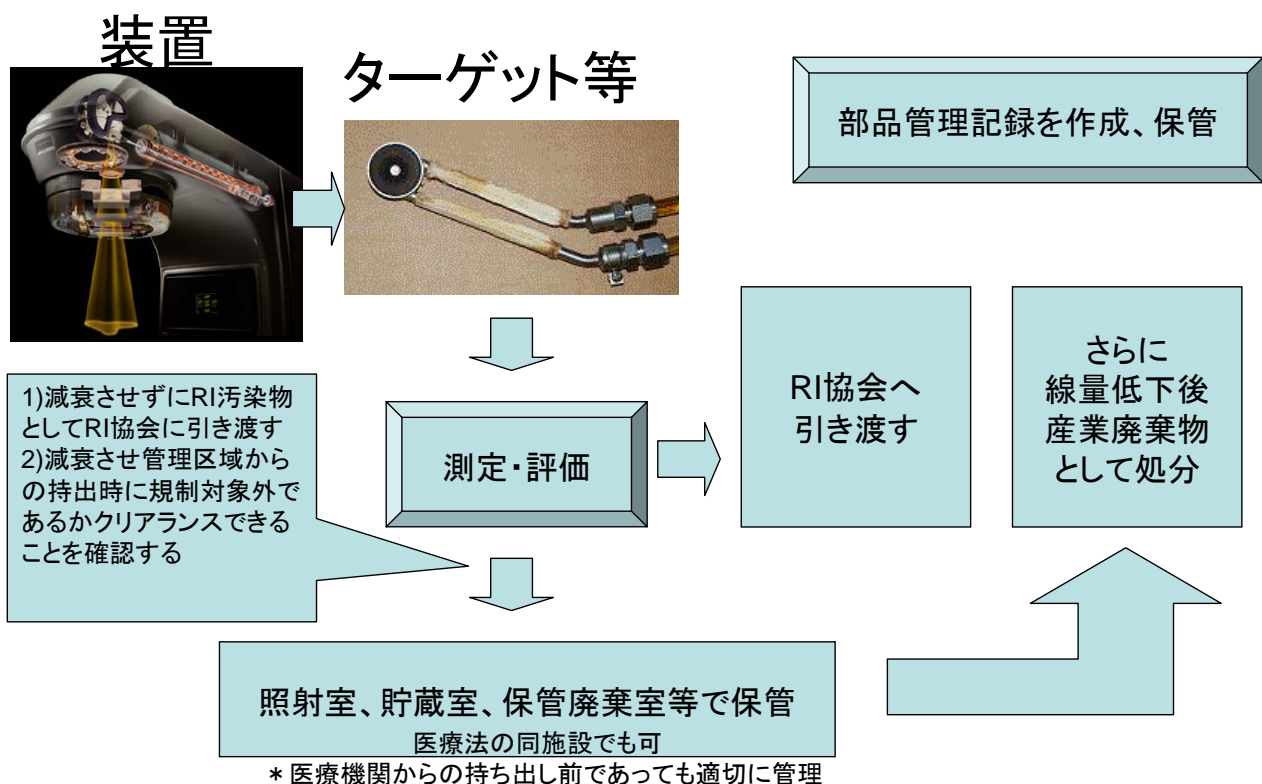 装置
ターゲット等
部品管理記録を作成、保管
1)減衰させずにRI汚染物
としてRI協会に引き渡す
2)減衰させ管理区域から
の持出時に規制対象外で
あるかクリアランスできる
ことを確認する
測定・評価
RI協会へ
引き渡す
さらに
線量低下後
産業廃棄物
として処分
照射室、貯蔵室、保管廃棄室等で保管
医療法の同施設でも可
＊医療機関からの持ち出し前であっても適切に管理